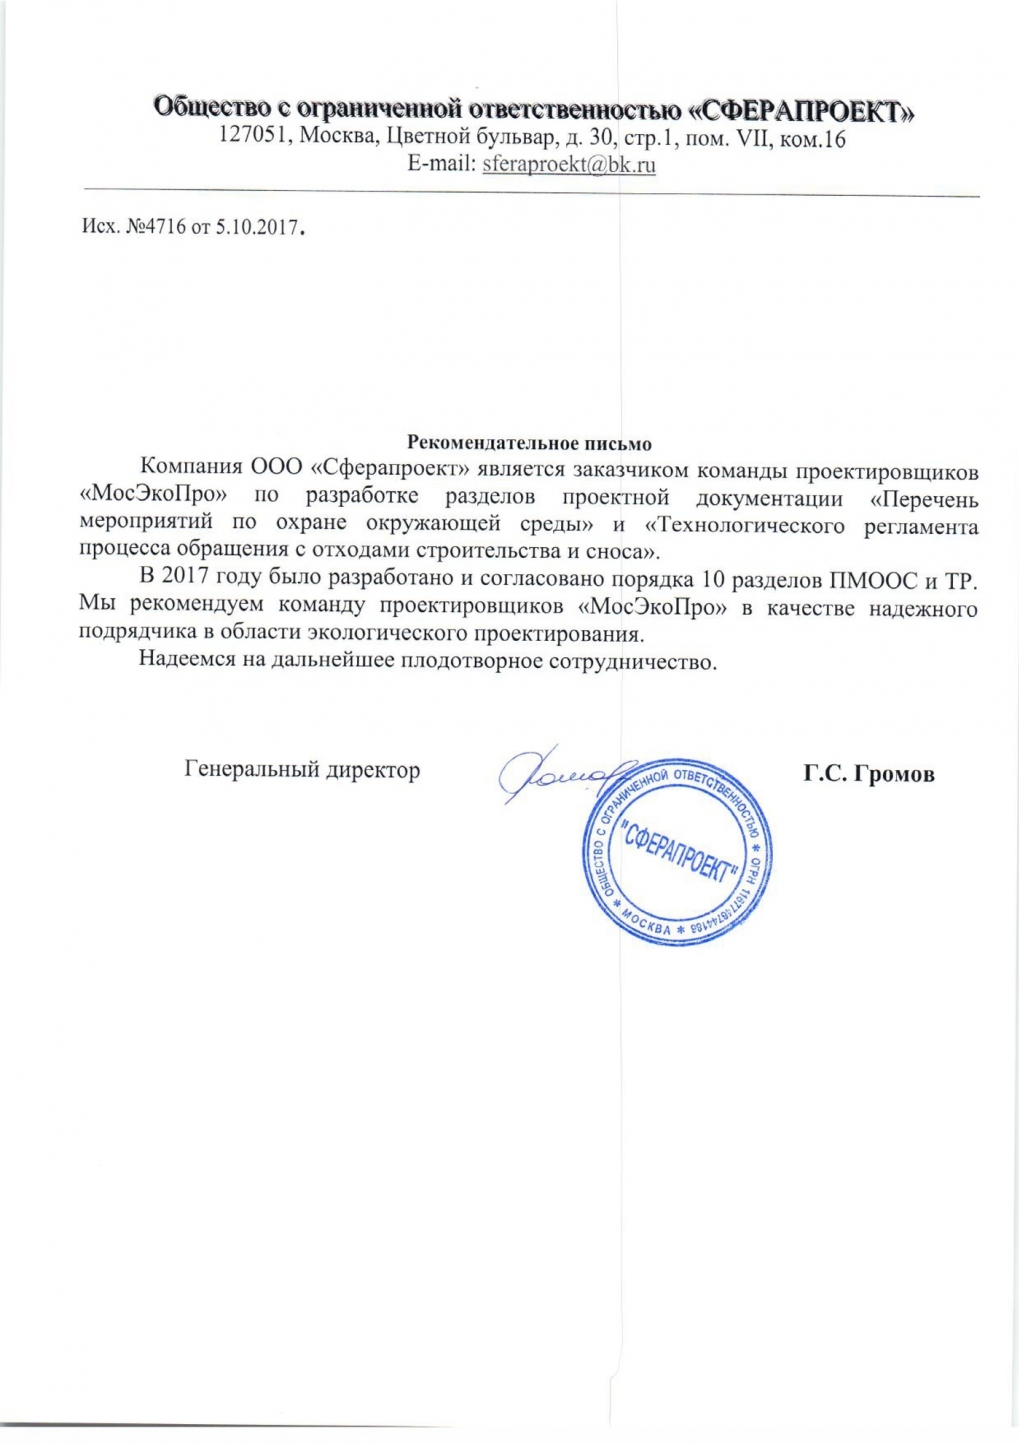 Общество с ограниченной ответственностью «СФЕРАПРОЕКТ»
127051, Москва, Цветной бульвар, д. 30, стр.1, пом. VII, ком.16
E-mail: sferaproekt@bk.ru
Исх. №4716 от 5.10.2017.
Рекомендательное письмо
Компания ООО «Сферапроект» является заказчиком команды проектировщиков
«МосЭкоПро» по разработке разделов проектной документации «Перечень
мероприятий по охране окружающей среды» и «Технологического регламента
процесса обращения с отходами строительства и сноса».
В 2017 году было разработано и согласовано порядка 10 разделов ПМООС и ТР.
Мы рекомендуем команду проектировщиков «МосЭкоПро» в качестве надежного
подрядчика в области экологического проектирования.
Надеемся на дальнейшее плодотворное сотрудничество.
Генеральный директор
Г.С. Громов
ОБЩЕСТВО С ОГРАНИЧЕННОЙ ОТВЕТСТВЕННОСТЬЮ * ОГРН
"СФЕРАПРОЕКТ"
* МОСКВА *